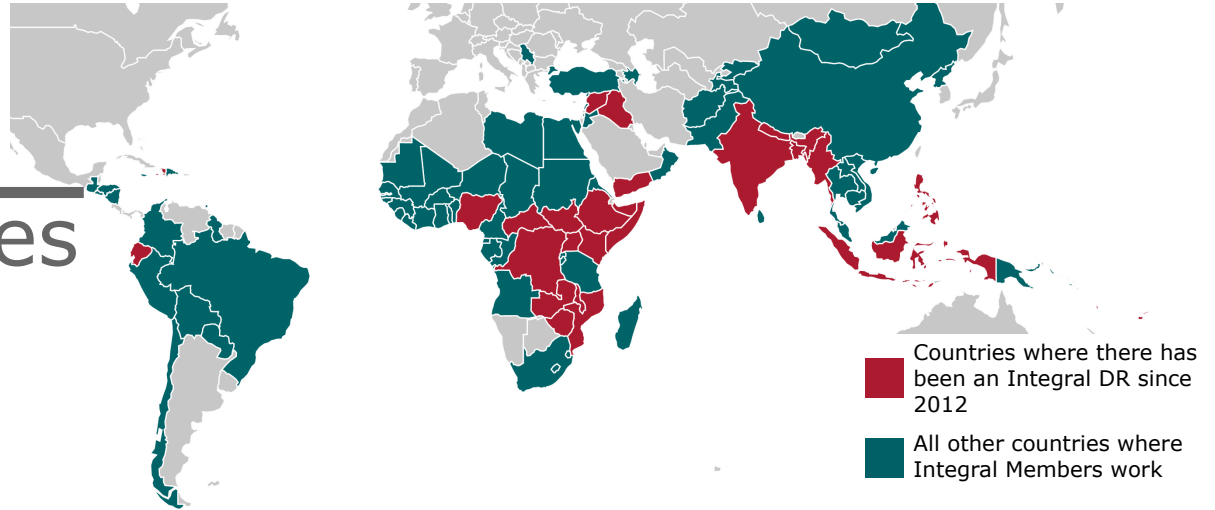 es
Countries where there has
been an Integral DR since
2012
All other countries where
Integral Members work